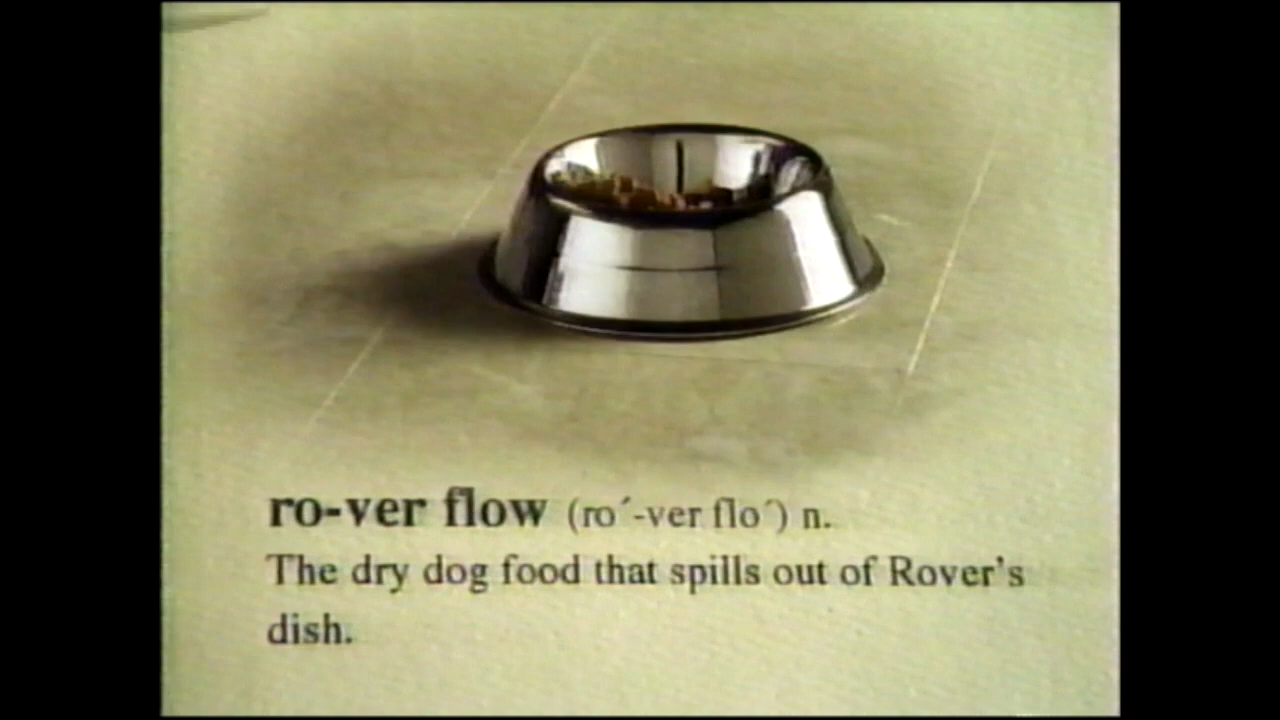 ro-ver flow (ro´-ver flo´) n.
The dry dog food that spills out of Rover's
dish.